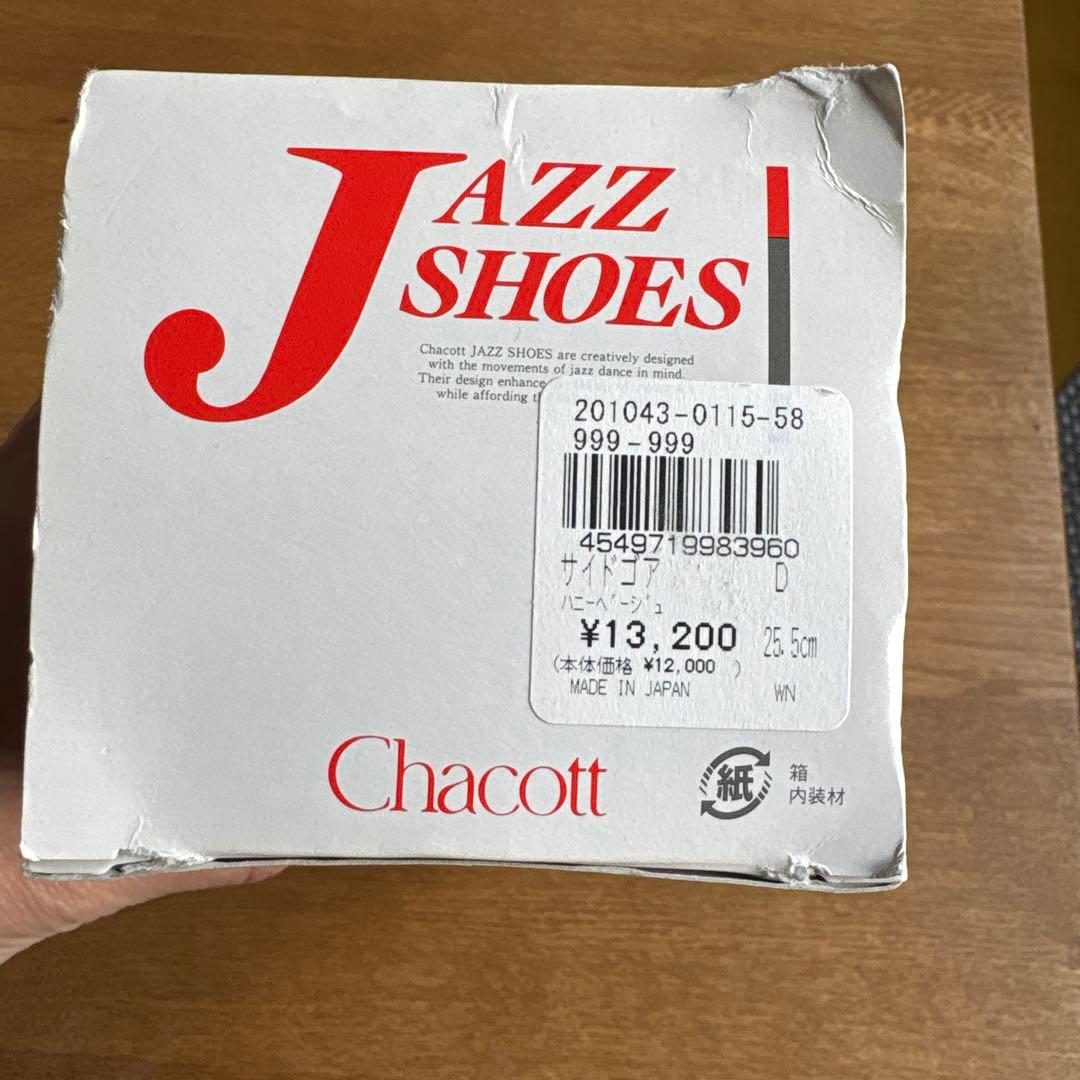 JAZZ
SHOES
Chacott JAZZ SHOES are creatively designed
with the movements of jazz dance in mind.
Their design enhance
while affording
201043-0115-58
999-999
4549719983960
サイドゴア D
ハニーベージュ
¥13,200 25.5cm
(本体価格 ¥12,000 )
MADE IN JAPAN WN
Chacott
紙
箱
内装材